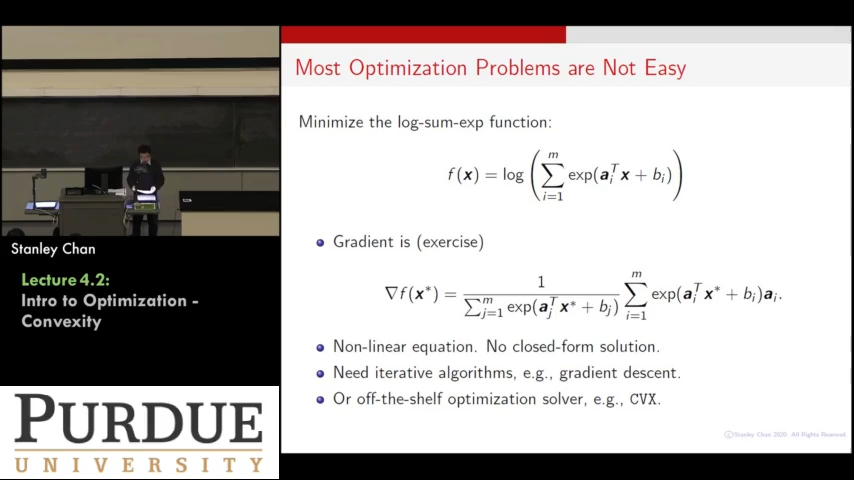 Most Optimization Problems are Not Easy
Minimize the log-sum-exp function:
f(x) = log ( ∑_{i=1}^{m} exp(a_i^T x + b_i) )
Gradient is (exercise)
∇f(x*) = 1 / ∑_{j=1}^{m} exp(a_j^T x* + b_j) ∑_{i=1}^{m} exp(a_i^T x* + b_i) a_i.
Non-linear equation. No closed-form solution.
Need iterative algorithms, e.g., gradient descent.
Or off-the-shelf optimization solver, e.g., CVX.
©Stanley Chan 2020. All Rights Reserved
Stanley Chan
Lecture 4.2:
Intro to Optimization -
Convexity
PURDUE
UNIVERSITY